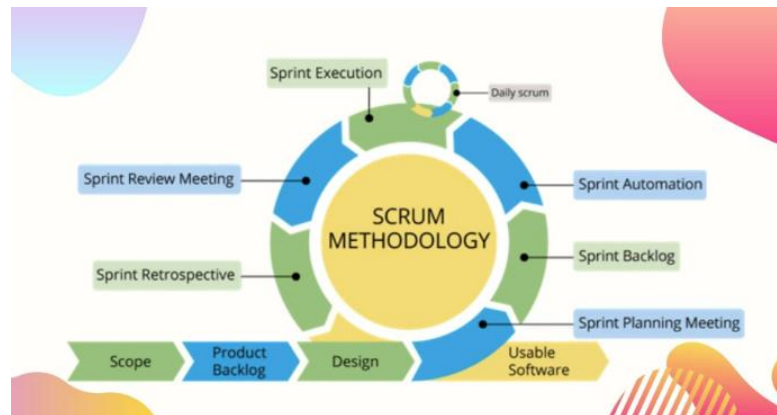 Sprint Execution
Daily scrum
Sprint Review Meeting
Sprint Automation
SCRUM
METHODOLOGY
Sprint Retrospective
Sprint Backlog
Sprint Planning Meeting
Scope
Product
Backlog
Design
Usable
Software